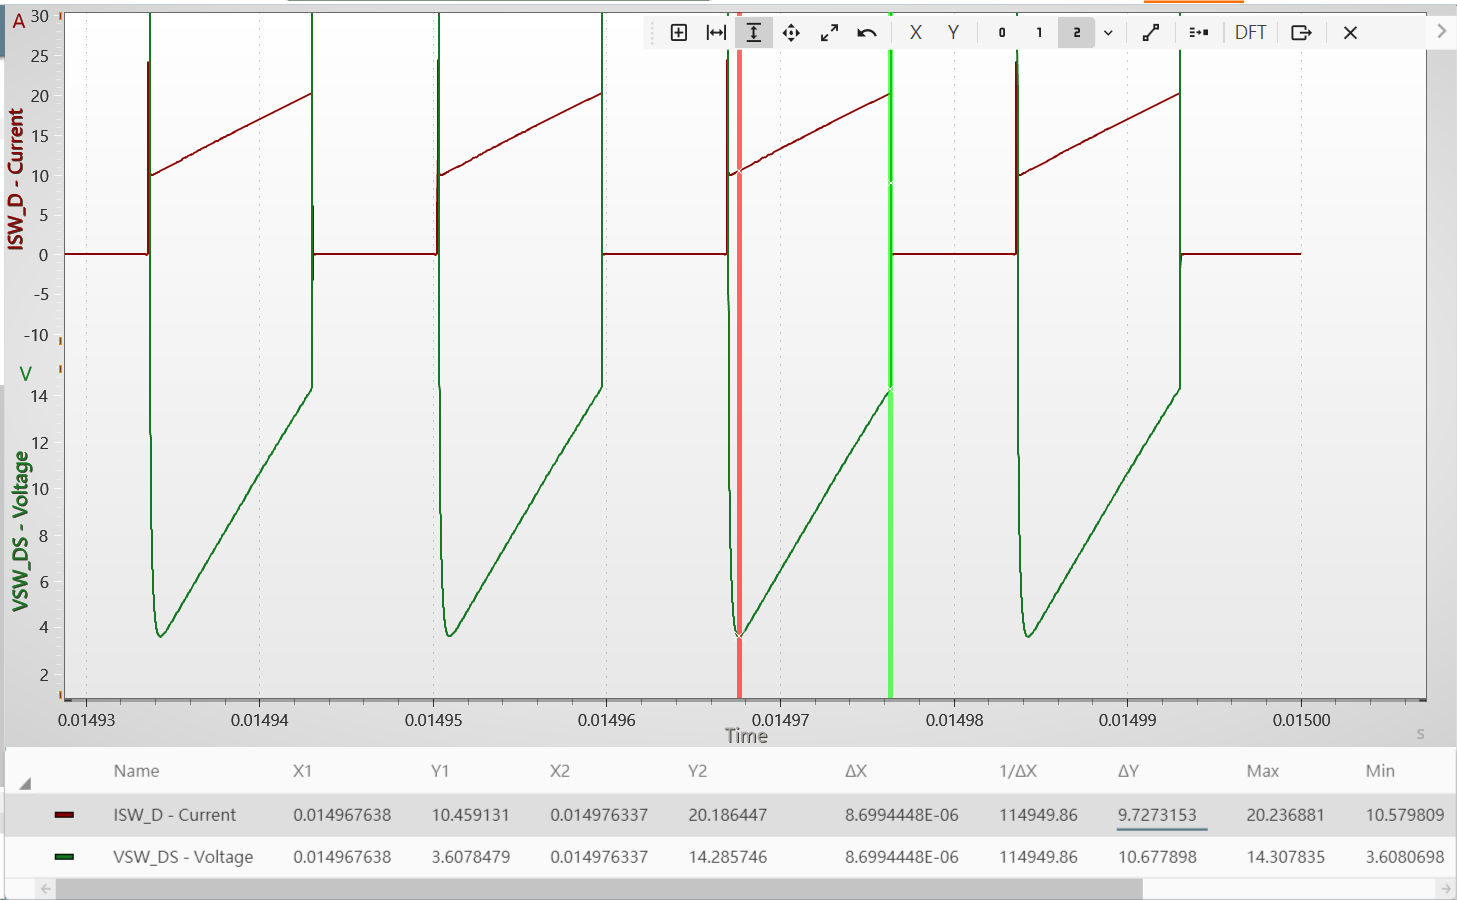 X Y 0 1 2 DFT
A
30
25
20
15
10
5
0
-5
-10
ISW_D - Current
V
14
12
10
8
6
4
2
VSW_DS - Voltage
0.01493 0.01494 0.01495 0.01496 0.01497 0.01498 0.01499 0.01500
Time s
Name X1 Y1 X2 Y2 ΔX 1/ΔX ΔY Max Min
ISW_D - Current 0.014967638 10.459131 0.014976337 20.186447 8.6994448E-06 114949.86 9.7273153 20.236881 10.579809
VSW_DS - Voltage 0.014967638 3.6078479 0.014976337 14.285746 8.6994448E-06 114949.86 10.677898 14.307835 3.6080698